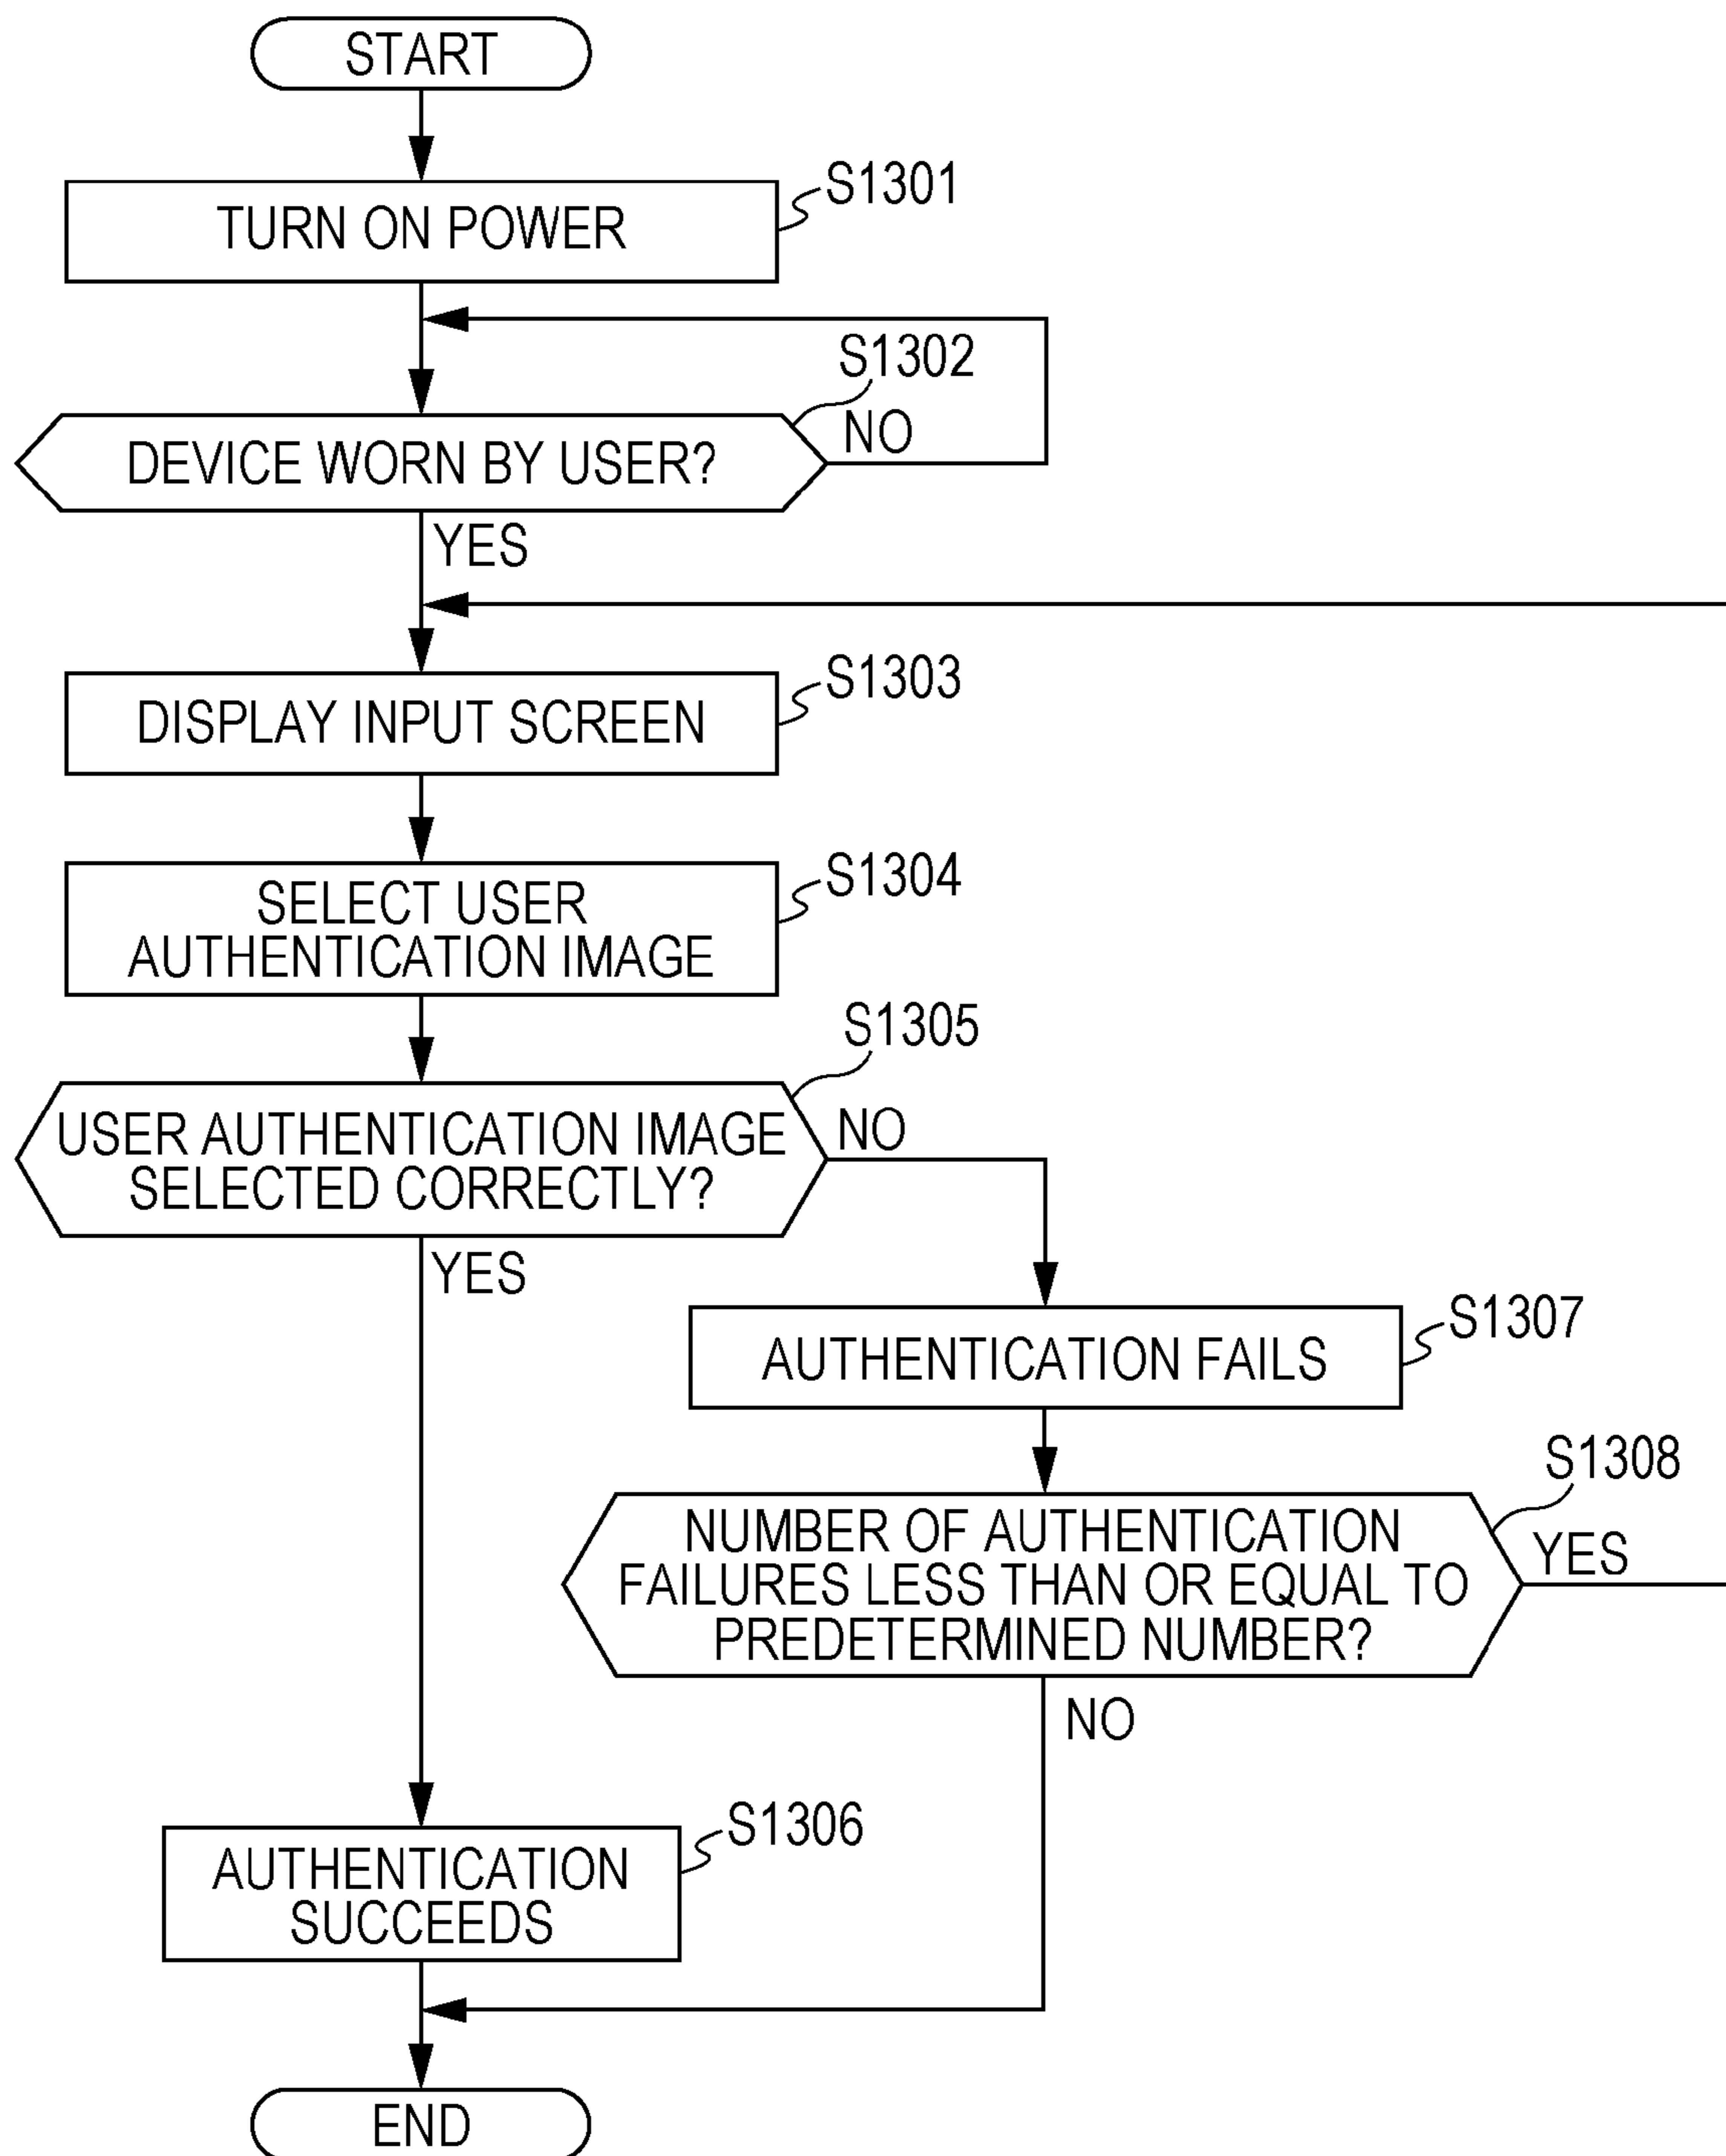 START
S1301
TURN ON POWER
S1302
NO
DEVICE WORN BY USER?
YES
S1303
DISPLAY INPUT SCREEN
S1304
SELECT USER
AUTHENTICATION IMAGE
S1305
NO
USER AUTHENTICATION IMAGE
SELECTED CORRECTLY?
YES
S1307
AUTHENTICATION FAILS
S1308
YES
NUMBER OF AUTHENTICATION
FAILURES LESS THAN OR EQUAL TO
PREDETERMINED NUMBER?
NO
S1306
AUTHENTICATION
SUCCEEDS
END